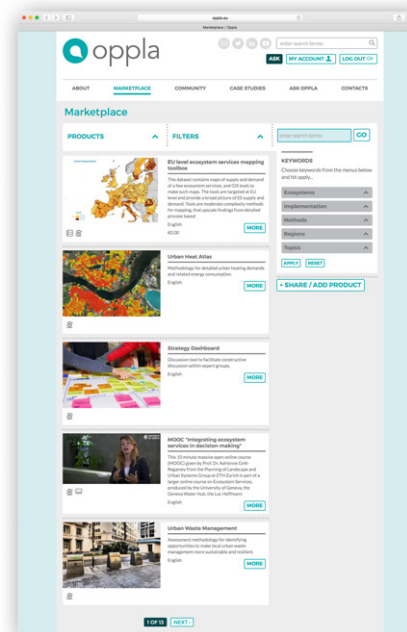 oppla.eu
Marketplace | Oppla
oppla
enter search terms
ASK
MY ACCOUNT
LOG OUT
ABOUT
MARKETPLACE
COMMUNITY
CASE STUDIES
ASK OPPLA
CONTACTS
Marketplace
PRODUCTS
FILTERS
enter search terms
GO
KEYWORDS
Choose keywords from the menus below
and hit apply...
Ecosystems
Implementation
Methods
Regions
Topics
APPLY
RESET
+ SHARE / ADD PRODUCT
EU level ecosystem services mapping
toolbox
This dataset contains maps of supply and demand
of a few ecosystem services, and GIS tools to
make such maps. The tools are targeted at EU
level and provide a broad picture of ES supply and
demand. Tools are moderate complexity methods
for mapping, that upscale findings from detailed
process based
English
€0.00
MORE
Urban Heat Atlas
Methodology for detailed urban heating demands
and related energy consumption.
English
MORE
Strategy Dashboard
Discussion tool to facilitate constructive
discussion within expert groups.
English
MORE
MOOC "Integrating ecosystem
services in decision-making"
This 10 minute massive open online course
(MOOC) given by Prof. Dr. Adrienne Grêt-
Regamey from the Planning of Landscape and
Urban Systems Group at ETH Zurich is part of a
larger online course on Ecosystem Services,
produced by the University of Geneva, the
Geneva Water Hub, the Luc Hoffmann
English
MORE
Urban Waste Management
Assessment methodology for identifying
opportunities to make local urban waste
management more sustainable and resilient.
English
MORE
1 OF 13
NEXT ›